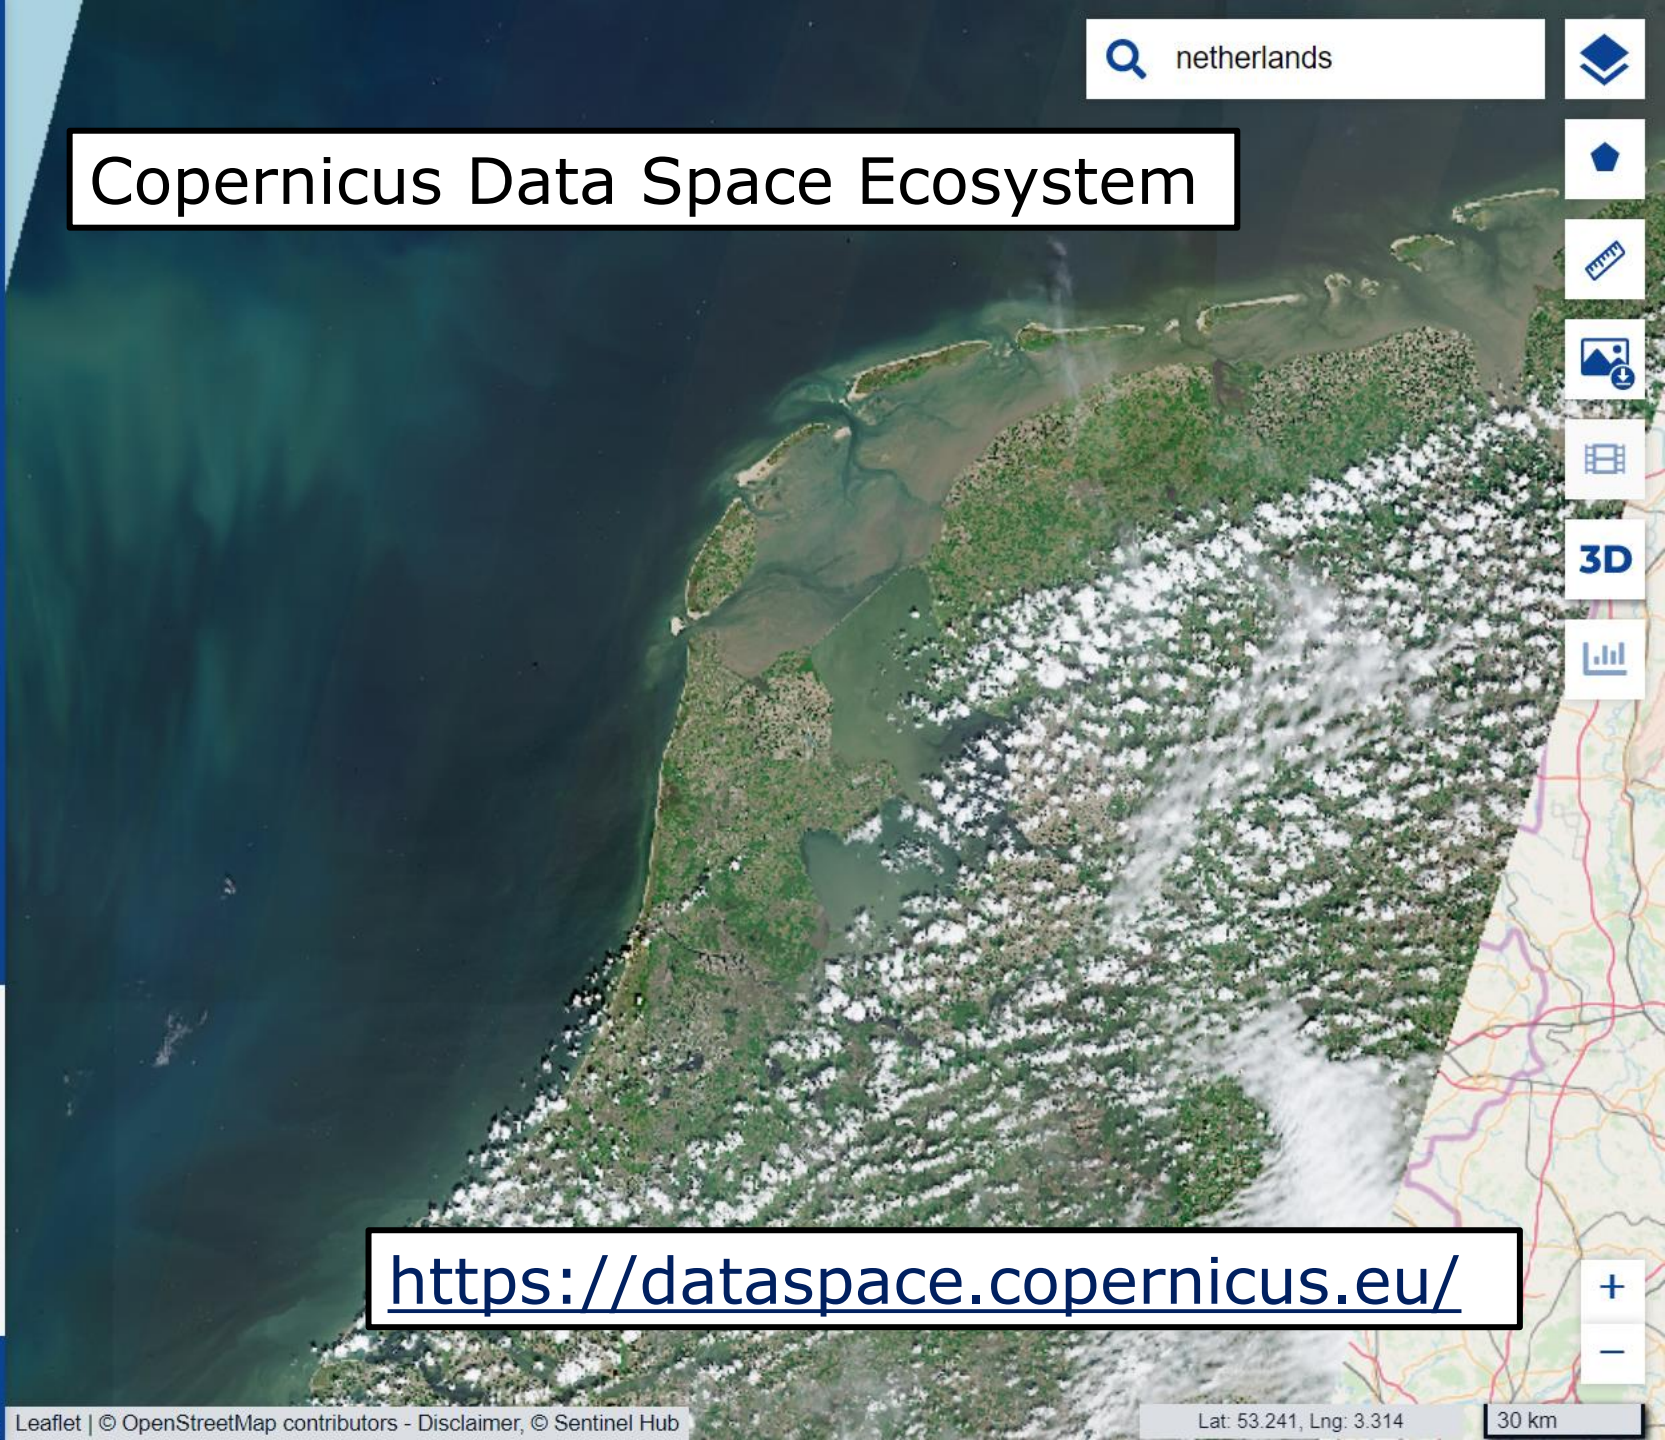 netherlands
Copernicus Data Space Ecosystem
3D
https://dataspace.copernicus.eu/
+
−
Leaflet | © OpenStreetMap contributors - Disclaimer, © Sentinel Hub
Lat: 53.241, Lng: 3.314
30 km